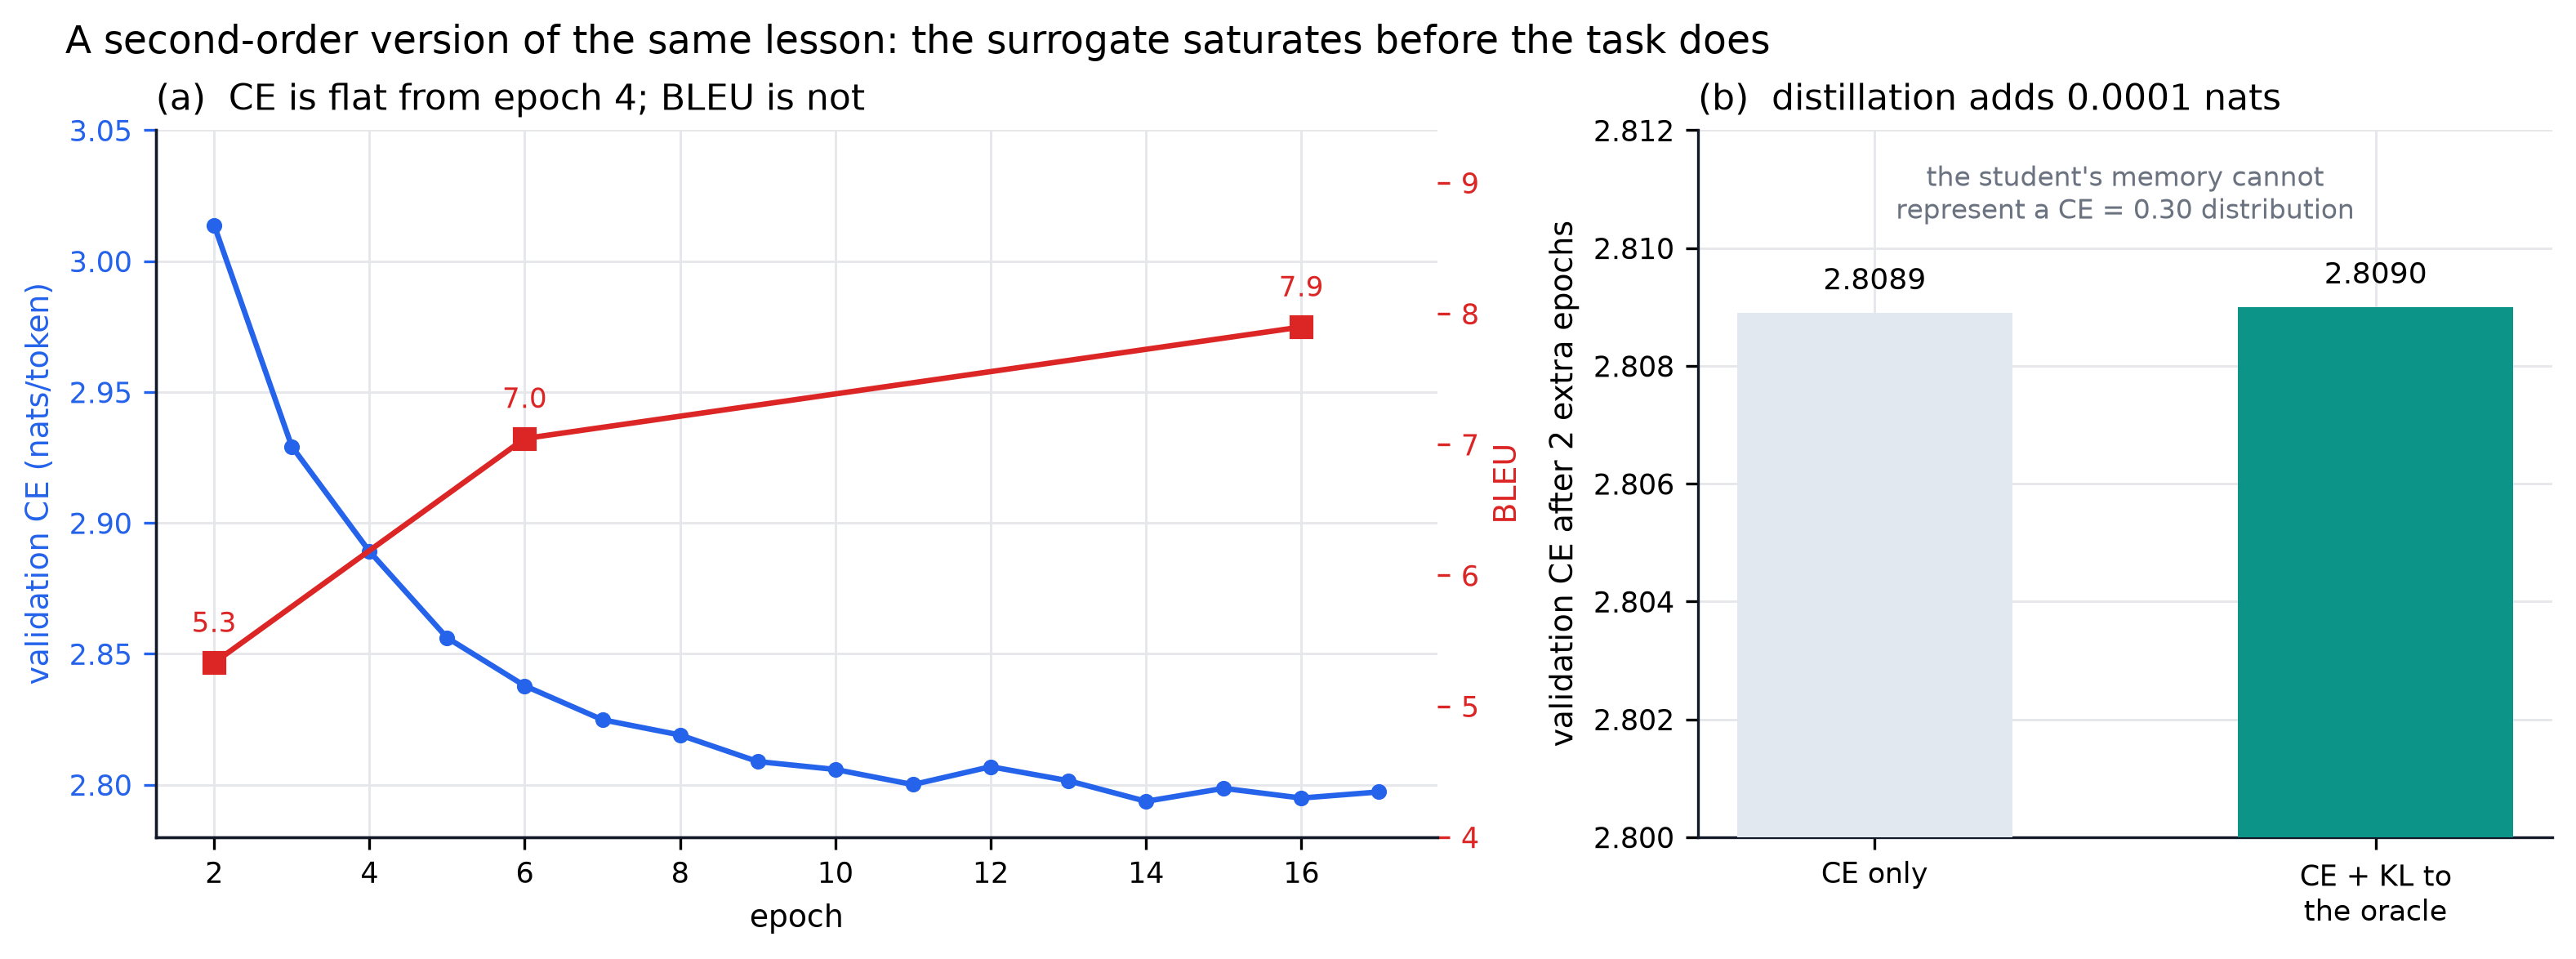 A second-order version of the same lesson: the surrogate saturates before the task does
(a) CE is flat from epoch 4; BLEU is not
3.05
3.00
2.95
2.90
2.85
2.80
validation CE (nats/token)
5.3
7.0
7.9
9
8
7
6
5
4
BLEU
2
4
6
8
10
12
14
16
epoch
(b) distillation adds 0.0001 nats
2.812
2.810
2.808
2.806
2.804
2.802
2.800
validation CE after 2 extra epochs
the student's memory cannot
represent a CE = 0.30 distribution
2.8089
2.8090
CE only
CE + KL to
the oracle